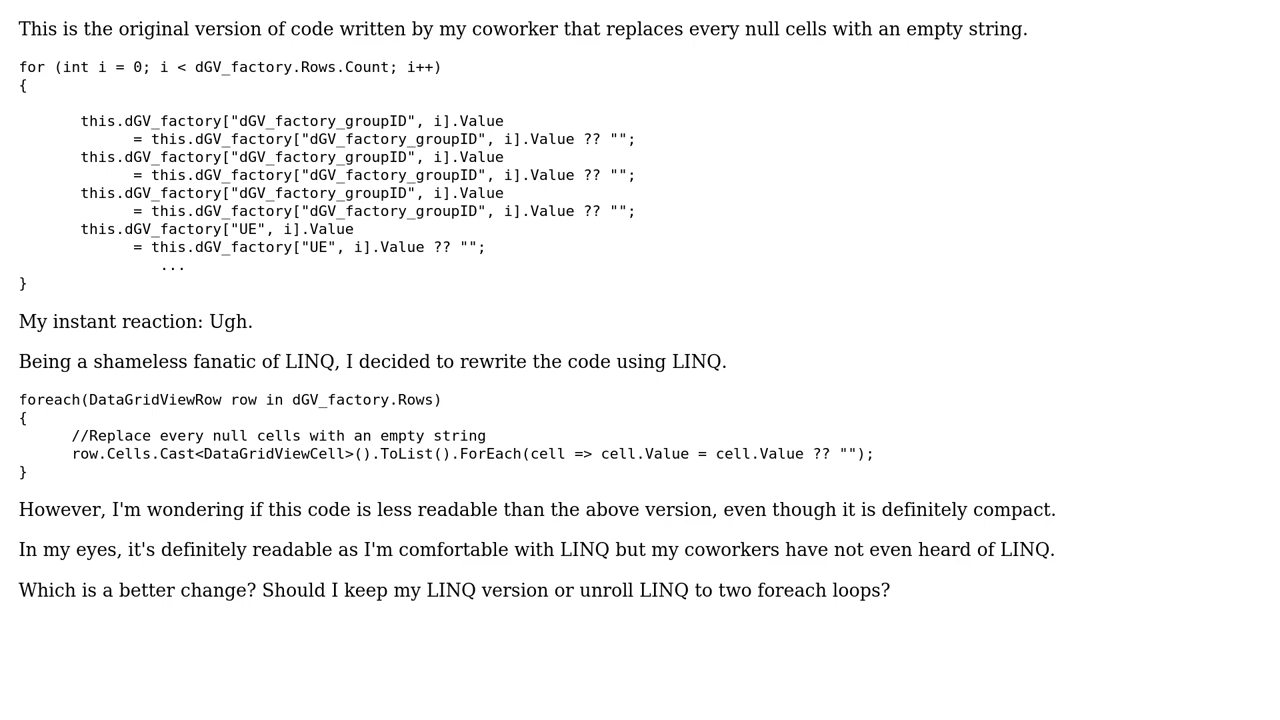 This is the original version of code written by my coworker that replaces every null cells with an empty string.
for (int i = 0; i < dGV_factory.Rows.Count; i++)
{
this.dGV_factory["dGV_factory_groupID", i].Value
= this.dGV_factory["dGV_factory_groupID", i].Value ?? "";
this.dGV_factory["dGV_factory_groupID", i].Value
= this.dGV_factory["dGV_factory_groupID", i].Value ?? "";
this.dGV_factory["dGV_factory_groupID", i].Value
= this.dGV_factory["dGV_factory_groupID", i].Value ?? "";
this.dGV_factory["UE", i].Value
= this.dGV_factory["UE", i].Value ?? "";
...
}
My instant reaction: Ugh.
Being a shameless fanatic of LINQ, I decided to rewrite the code using LINQ.
foreach(DataGridViewRow row in dGV_factory.Rows)
{
//Replace every null cells with an empty string
row.Cells.Cast<DataGridViewCell>().ToList().ForEach(cell => cell.Value = cell.Value ?? "");
}
However, I'm wondering if this code is less readable than the above version, even though it is definitely compact.
In my eyes, it's definitely readable as I'm comfortable with LINQ but my coworkers have not even heard of LINQ.
Which is a better change? Should I keep my LINQ version or unroll LINQ to two foreach loops?